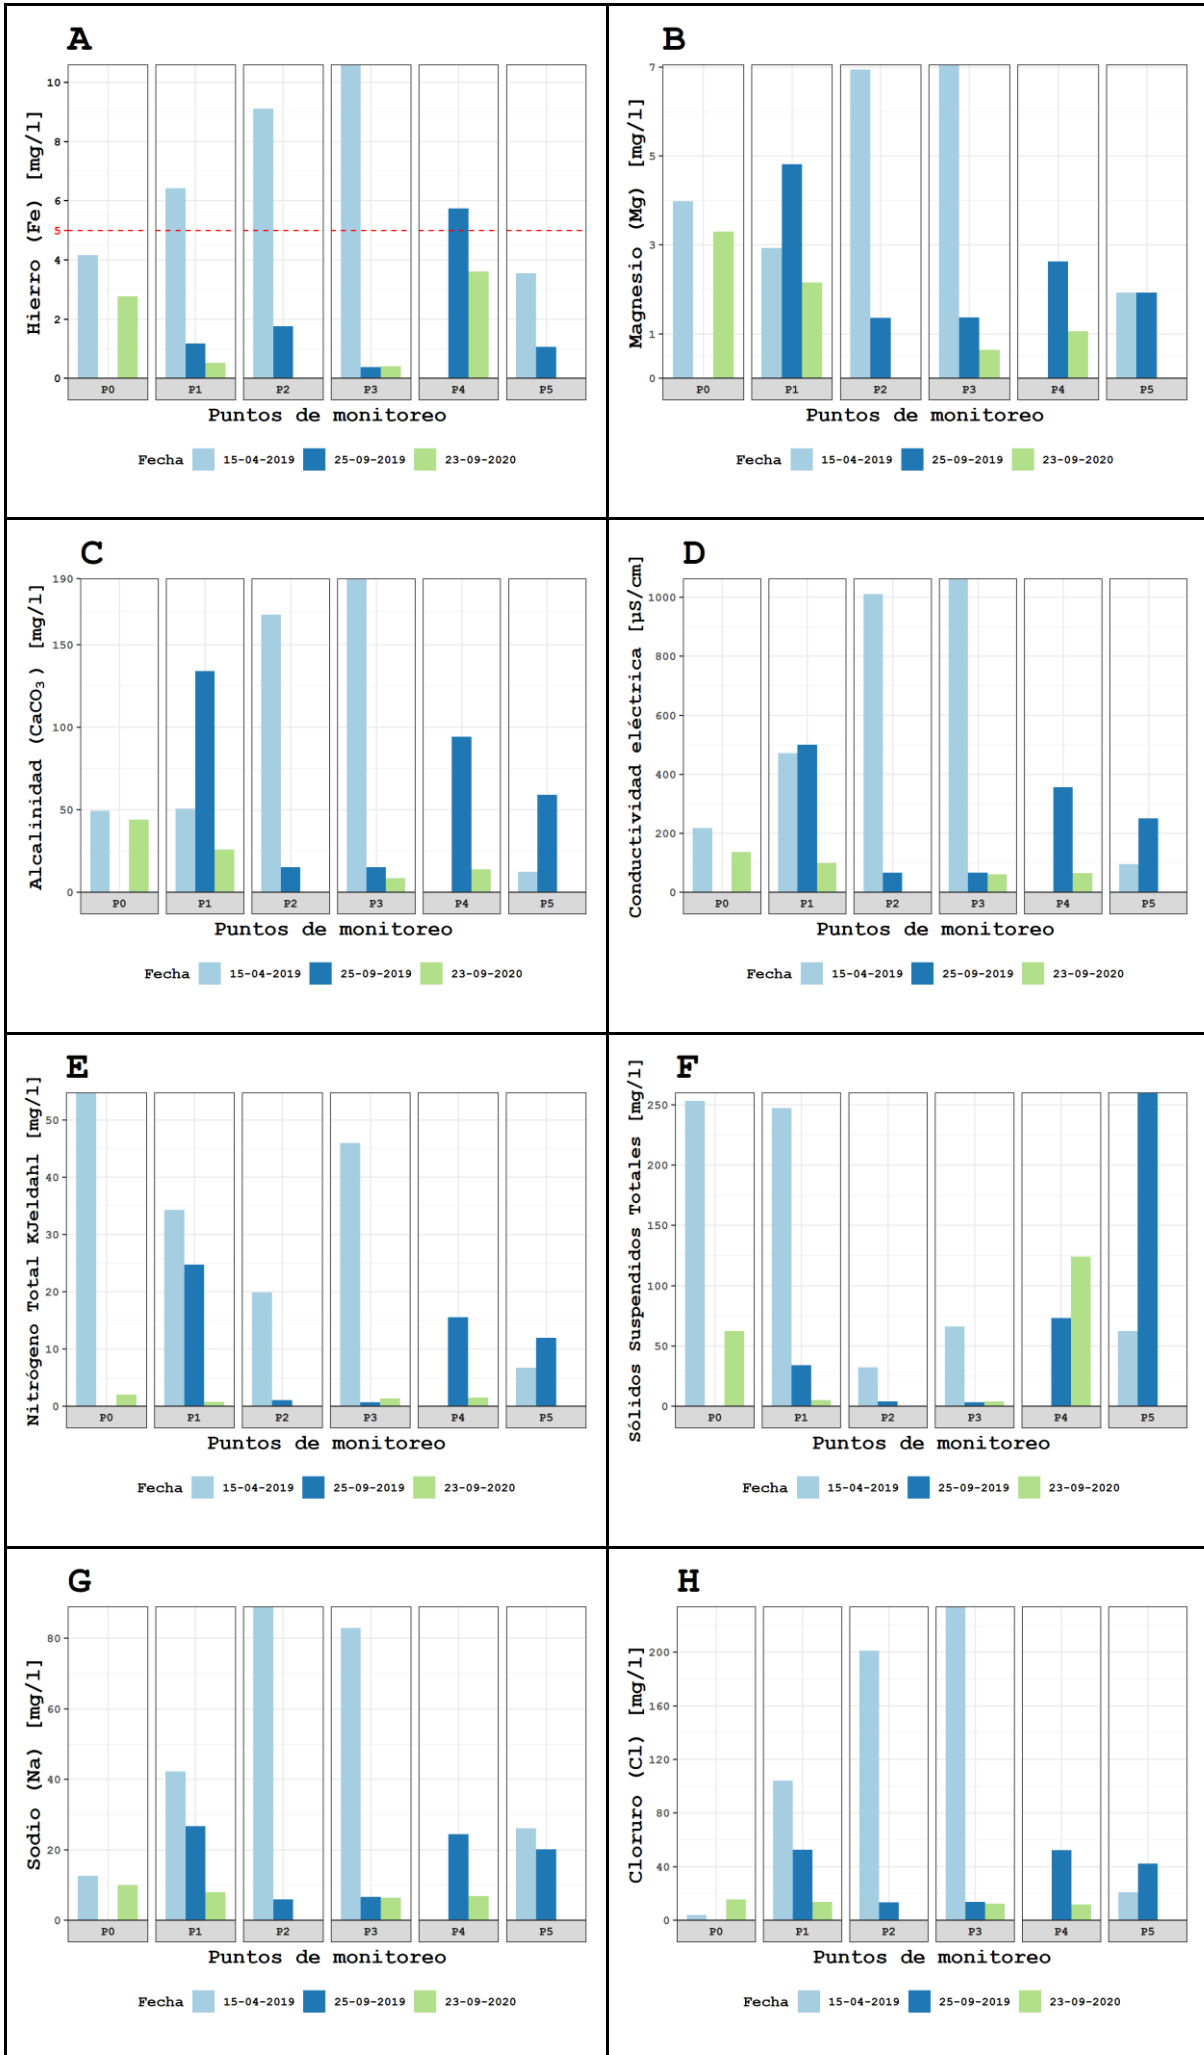 A
Hierro (Fe) [mg/l]
10
8
6
5
4
2
0
P0 P1 P2 P3 P4 P5
Puntos de monitoreo
Fecha 15-04-2019 25-09-2019 23-09-2020
B
Magnesio (Mg) [mg/l]
7
5
3
1
0
P0 P1 P2 P3 P4 P5
Puntos de monitoreo
Fecha 15-04-2019 25-09-2019 23-09-2020
C
Alcalinidad (CaCO₃) [mg/l]
190
150
100
50
0
P0 P1 P2 P3 P4 P5
Puntos de monitoreo
Fecha 15-04-2019 25-09-2019 23-09-2020
D
Conductividad eléctrica [µS/cm]
1000
800
600
400
200
0
P0 P1 P2 P3 P4 P5
Puntos de monitoreo
Fecha 15-04-2019 25-09-2019 23-09-2020
E
Nitrógeno Total KJeldahl [mg/l]
50
40
30
20
10
0
P0 P1 P2 P3 P4 P5
Puntos de monitoreo
Fecha 15-04-2019 25-09-2019 23-09-2020
F
Sólidos Suspendidos Totales [mg/l]
250
200
150
100
50
0
P0 P1 P2 P3 P4 P5
Puntos de monitoreo
Fecha 15-04-2019 25-09-2019 23-09-2020
G
Sodio (Na) [mg/l]
80
60
40
20
0
P0 P1 P2 P3 P4 P5
Puntos de monitoreo
Fecha 15-04-2019 25-09-2019 23-09-2020
H
Cloruro (Cl) [mg/l]
200
160
120
80
40
0
P0 P1 P2 P3 P4 P5
Puntos de monitoreo
Fecha 15-04-2019 25-09-2019 23-09-2020